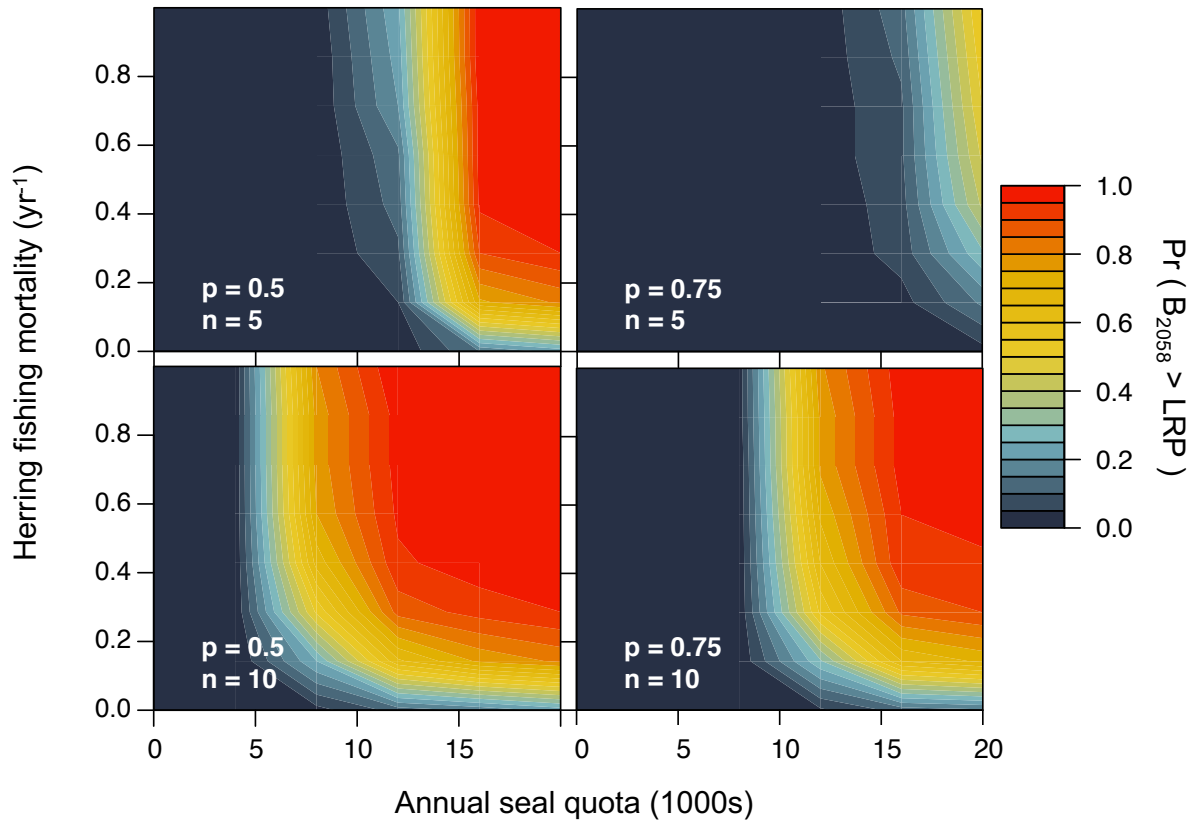 Herring fishing mortality (yr⁻¹)
0.8
0.6
0.4
0.2
0.0
p = 0.5
n = 5
p = 0.75
n = 5
0.8
0.6
0.4
0.2
0.0
p = 0.5
n = 10
p = 0.75
n = 10
0 5 10 15
0 5 10 15 20
Annual seal quota (1000s)
1.0
0.8
0.6
0.4
0.2
0.0
Pr ( B₂₀₅₈ > LRP )